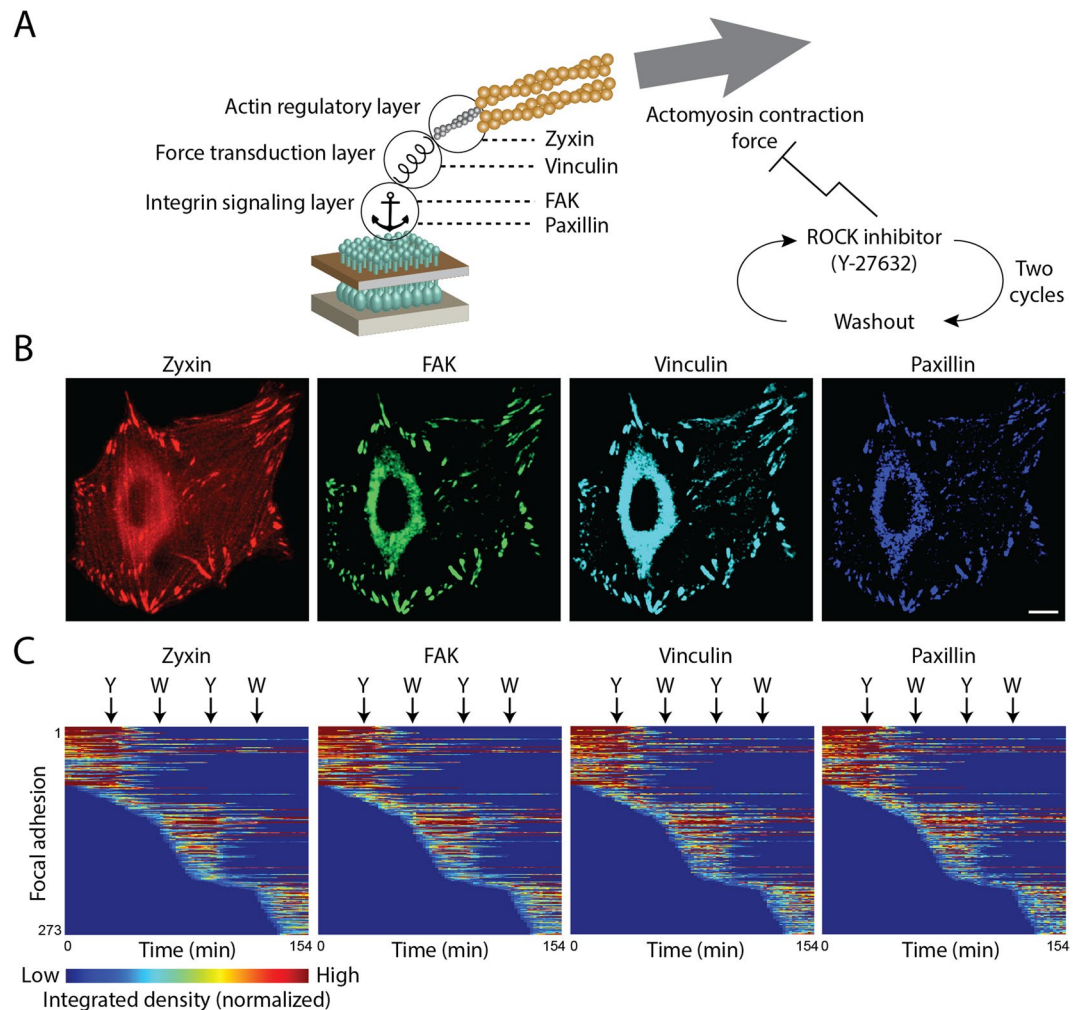 A
Actin regulatory layer
Force transduction layer
Integrin signaling layer
Zyxin
Vinculin
FAK
Paxillin
Actomyosin contraction
force
ROCK inhibitor
(Y-27632)
Two
cycles
Washout
B
Zyxin FAK Vinculin Paxillin
C
Zyxin FAK Vinculin Paxillin
Y W Y W Y W Y W Y W Y W Y W Y W
1
Focal adhesion
273
0 154 0 154 0 154 0 154
Time (min) Time (min) Time (min) Time (min)
Low High
Integrated density (normalized)